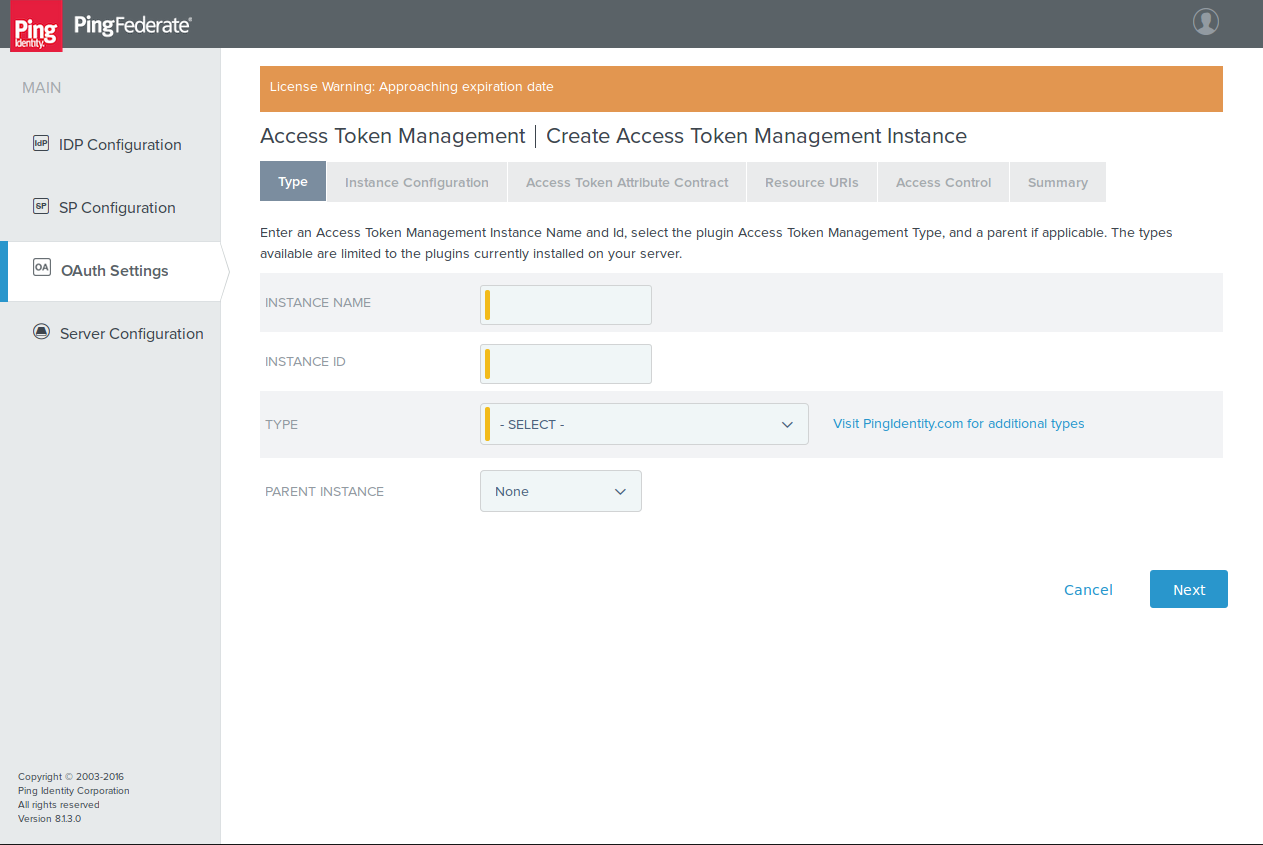 Ping
Identity.
PingFederate®
MAIN
IdP
IDP Configuration
SP
SP Configuration
OA
OAuth Settings
Server Configuration
Copyright © 2003-2016
Ping Identity Corporation
All rights reserved
Version 8.1.3.0
License Warning: Approaching expiration date
Access Token Management | Create Access Token Management Instance
Type Instance Configuration Access Token Attribute Contract Resource URIs Access Control Summary
Enter an Access Token Management Instance Name and Id, select the plugin Access Token Management Type, and a parent if applicable. The types
available are limited to the plugins currently installed on your server.
INSTANCE NAME
INSTANCE ID
TYPE - SELECT - Visit PingIdentity.com for additional types
PARENT INSTANCE None
Cancel Next